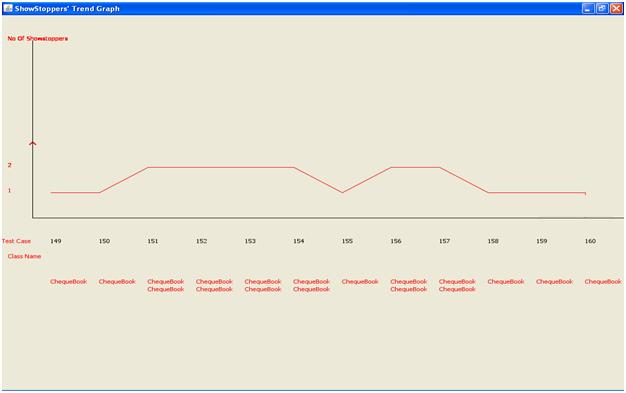 ShowStoppers' Trend Graph
No Of Showstoppers
2
1
Test Case 149 150 151 152 153 154 155 156 157 158 159 160
Class Name
ChequeBook ChequeBook ChequeBook ChequeBook ChequeBook ChequeBook ChequeBook ChequeBook ChequeBook ChequeBook ChequeBook ChequeBook
ChequeBook ChequeBook ChequeBook ChequeBook ChequeBook ChequeBook